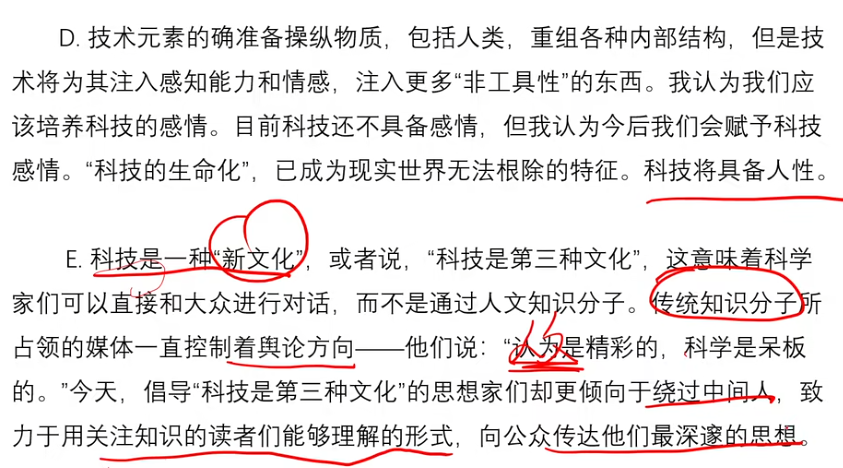 D. 技术元素的确准备操纵物质，包括人类，重组各种内部结构，但是技
术将为其注入感知能力和情感，注入更多“非工具性”的东西。我认为我们应
该培养科技的感情。目前科技还不具备感情，但我认为今后我们会赋予科技
感情。“科技的生命化”，已成为现实世界无法根除的特征。科技将具备人性。
E. 科技是一种“新文化”，或者说，“科技是第三种文化”，这意味着科学
家们可以直接和大众进行对话，而不是通过人文知识分子。传统知识分子所
占领的媒体一直控制着舆论方向——他们说：“认为是精彩的，科学是呆板
的。”今天，倡导“科技是第三种文化”的思想家们却更倾向于绕过中间人，致
力于用关注知识的读者们能够理解的形式，向公众传达他们最深邃的思想。